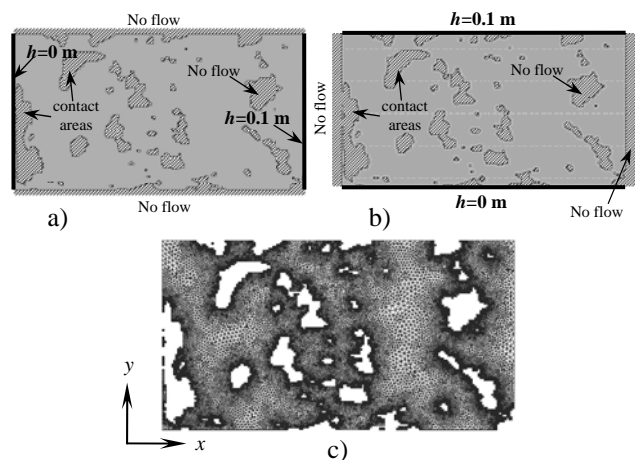 No flow
h=0 m
No flow
contact
areas
h=0.1 m
No flow
a)
h=0.1 m
No flow
No flow
contact
areas
h=0 m
No flow
b)
y
x
c)